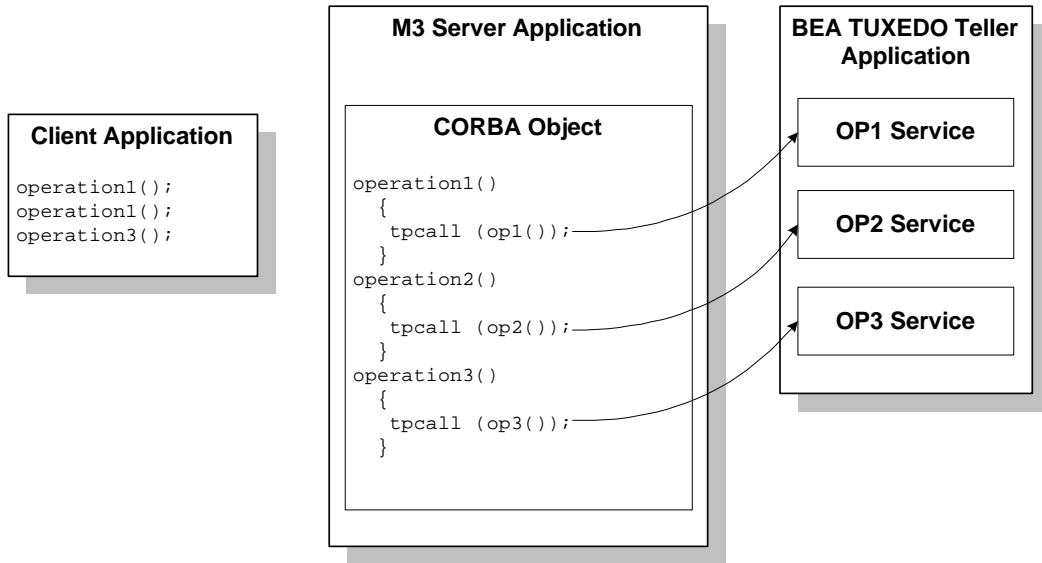 Client Application
operation1();
operation1();
operation3();
M3 Server Application
CORBA Object
operation1()
{
tpcall (op1());
}
operation2()
{
tpcall (op2());
}
operation3()
{
tpcall (op3());
}
BEA TUXEDO Teller
Application
OP1 Service
OP2 Service
OP3 Service